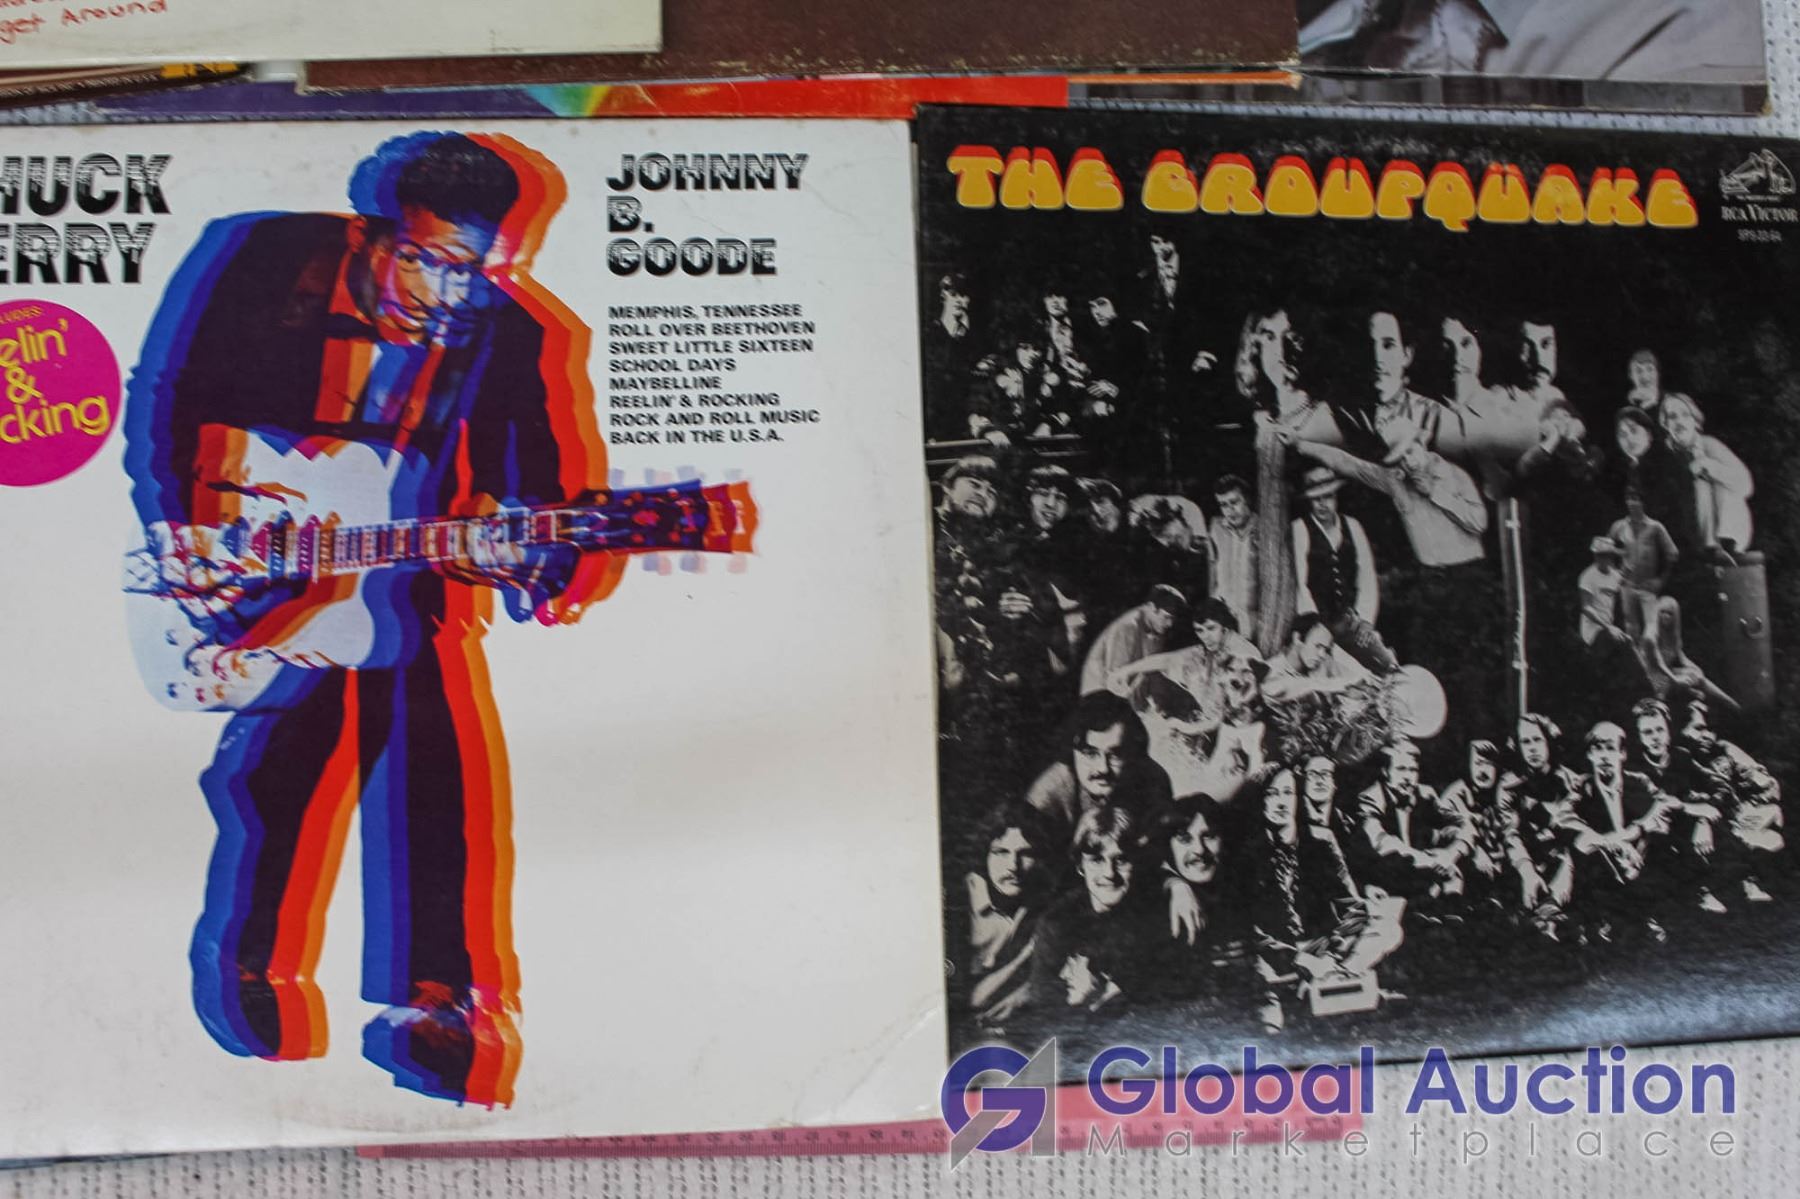 get Around
HUCK
ERRY
elin'
&
cking
JOHNNY
B.
GOODE
MEMPHIS, TENNESSEE
ROLL OVER BEETHOVEN
SWEET LITTLE SIXTEEN
SCHOOL DAYS
MAYBELLINE
REELIN' & ROCKING
ROCK AND ROLL MUSIC
BACK IN THE U.S.A.
THE GROUPQUAKE
RCA VICTOR
Global Auction
Marketplace